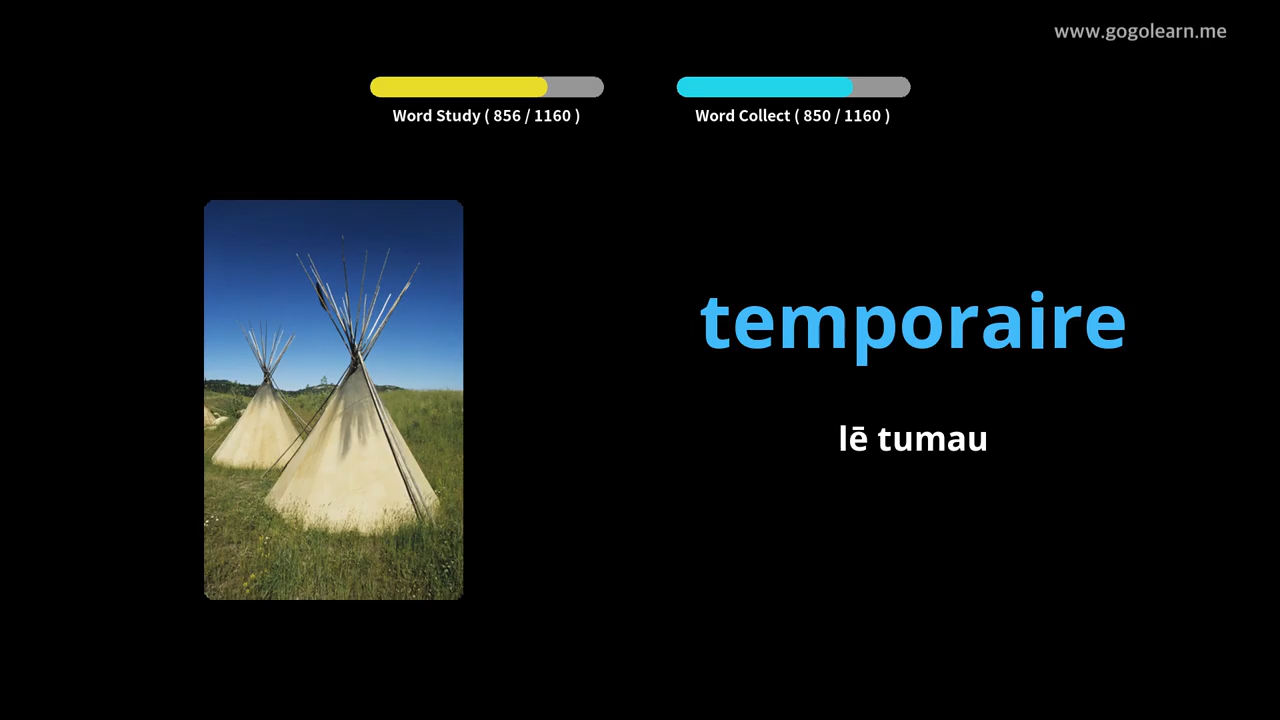 www.gogolearn.me
Word Study ( 856 / 1160 )
Word Collect ( 850 / 1160 )
temporaire
lē tumau